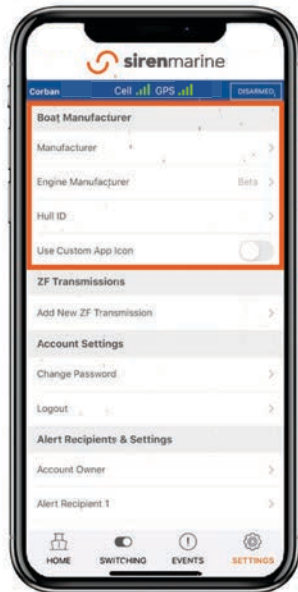 sirenmarine
Corban Cell GPS DISARMED
Boat Manufacturer
Manufacturer
Engine Manufacturer Beta
Hull ID
Use Custom App Icon
ZF Transmissions
Add New ZF Transmission
Account Settings
Change Password
Logout
Alert Recipients & Settings
Account Owner
Alert Recipient 1
HOME SWITCHING EVENTS SETTINGS